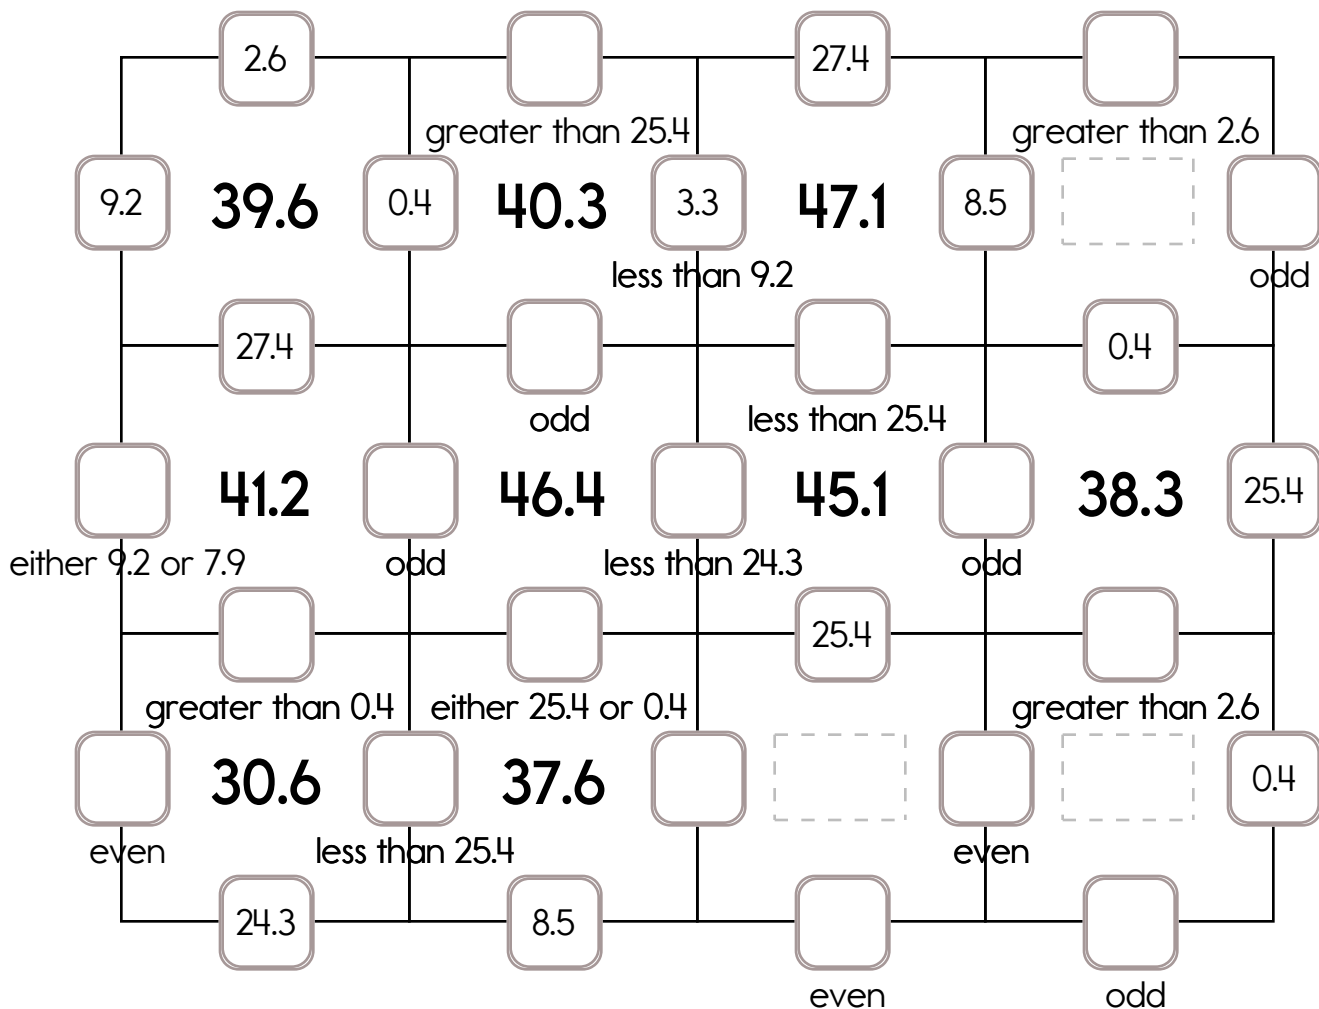 2.6 27.4
greater than 25.4 greater than 2.6
9.2 39.6 0.4 40.3 3.3 47.1 8.5
less than 9.2 odd
27.4 0.4
odd less than 25.4
41.2 46.4 45.1 38.3 25.4
either 9.2 or 7.9 odd less than 24.3 odd
25.4
greater than 0.4 either 25.4 or 0.4 greater than 2.6
30.6 37.6 0.4
even less than 25.4 even
24.3 8.5
even odd